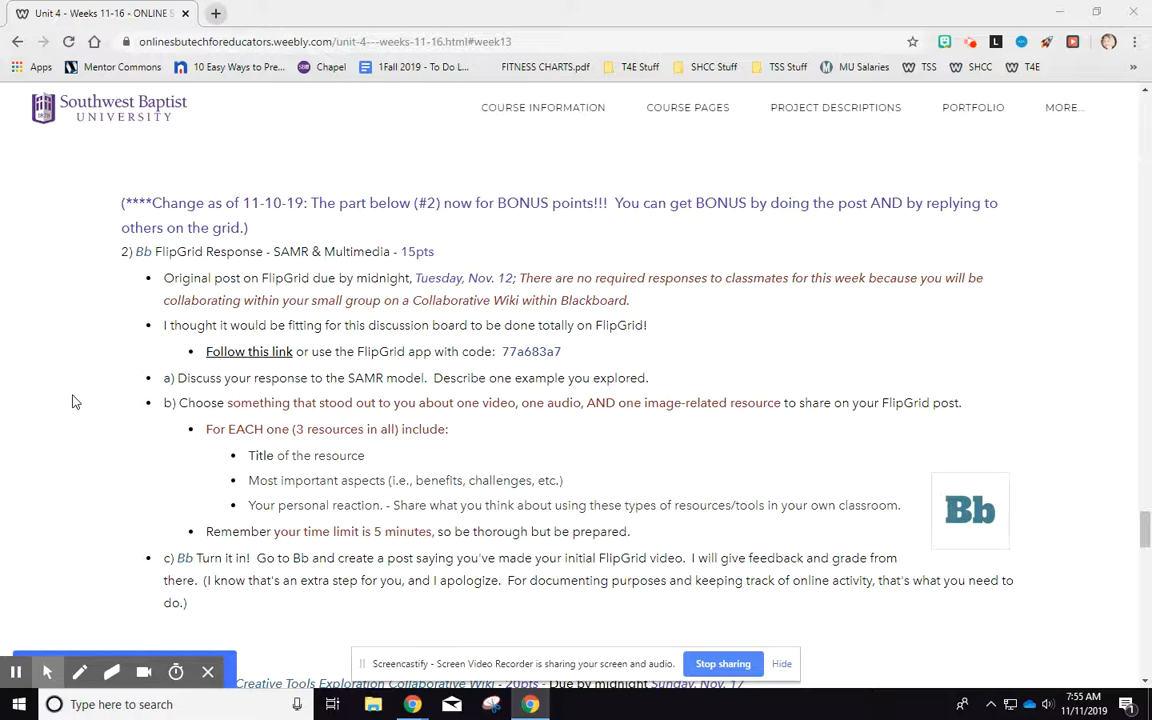 Unit 4 - Weeks 11-16 - ONLINE S
onlinesbutechforeducators.weebly.com/unit-4---weeks-11-16.html#week13
Apps Mentor Commons 10 Easy Ways to Pre... Chapel 1Fall 2019 - To Do L... FITNESS CHARTS.pdf T4E Stuff SHCC Stuff TSS Stuff MU Salaries TSS SHCC T4E »
Southwest Baptist
UNIVERSITY
COURSE INFORMATION COURSE PAGES PROJECT DESCRIPTIONS PORTFOLIO MORE...
(****Change as of 11-10-19: The part below (#2) now for BONUS points!!! You can get BONUS by doing the post AND by replying to
others on the grid.)
2) Bb FlipGrid Response - SAMR & Multimedia - 15pts
• Original post on FlipGrid due by midnight, Tuesday, Nov. 12; There are no required responses to classmates for this week because you will be
collaborating within your small group on a Collaborative Wiki within Blackboard.
• I thought it would be fitting for this discussion board to be done totally on FlipGrid!
• Follow this link or use the FlipGrid app with code: 77a683a7
• a) Discuss your response to the SAMR model. Describe one example you explored.
• b) Choose something that stood out to you about one video, one audio, AND one image-related resource to share on your FlipGrid post.
• For EACH one (3 resources in all) include:
• Title of the resource
• Most important aspects (i.e., benefits, challenges, etc.)
• Your personal reaction. - Share what you think about using these types of resources/tools in your own classroom.
• Remember your time limit is 5 minutes, so be thorough but be prepared.
Bb
• c) Bb Turn it in! Go to Bb and create a post saying you've made your initial FlipGrid video. I will give feedback and grade from
there. (I know that's an extra step for you, and I apologize. For documenting purposes and keeping track of online activity, that's what you need to
do.)
Screencastify - Screen Video Recorder is sharing your screen and audio. Stop sharing Hide
Creative Tools Exploration Collaborative Wiki - 20pts - Due by midnight Sunday, Nov. 17
Type here to search
7:55 AM
11/11/2019
1